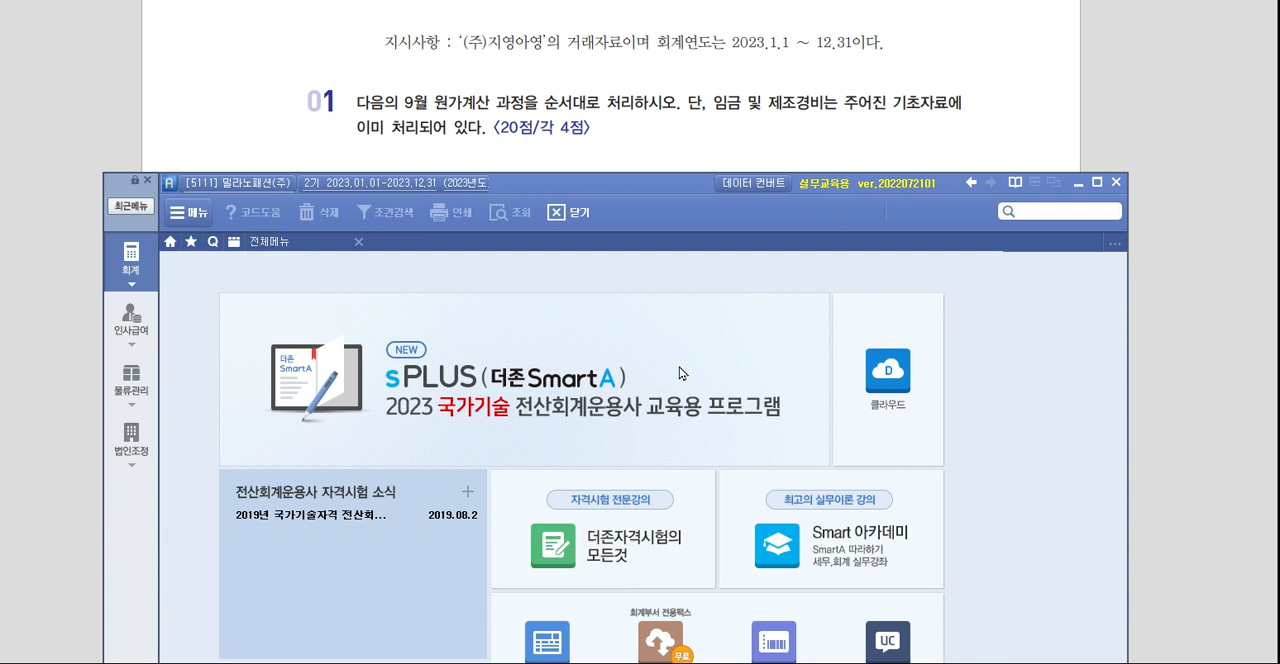 지시사항 : '(주)지영아영'의 거래자료이며 회계연도는 2023.1.1 ~ 12.31이다.
01 다음의 9월 원가계산 과정을 순서대로 처리하시오. 단, 임금 및 제조경비는 주어진 기초자료에
이미 처리되어 있다. <20점/각 4점>
[5111] 밀라노패션(주) 2기 2023.01.01-2023.12.31 (2023년도 데이터 컨버트 실무교육용 ver.2022072101
최근메뉴 메뉴 코드도움 삭제 조건검색 인쇄 조회 닫기
전체메뉴
회계
인사급여
물류관리
법인조정
더존
SmartA
NEW
sPLUS (더존SmartA)
2023 국가기술 전산회계운용사 교육용 프로그램
D
클라우드
전산회계운용사 자격시험 소식
2019년 국가기술자격 전산회... 2019.08.2
자격시험 전문강의
더존자격시험의
모든것
최고의 실무이론 강의
Smart 아카데미
SmartA 따라하기
세무,회계 실무강좌
회계부서 전용팩스
무료
UC